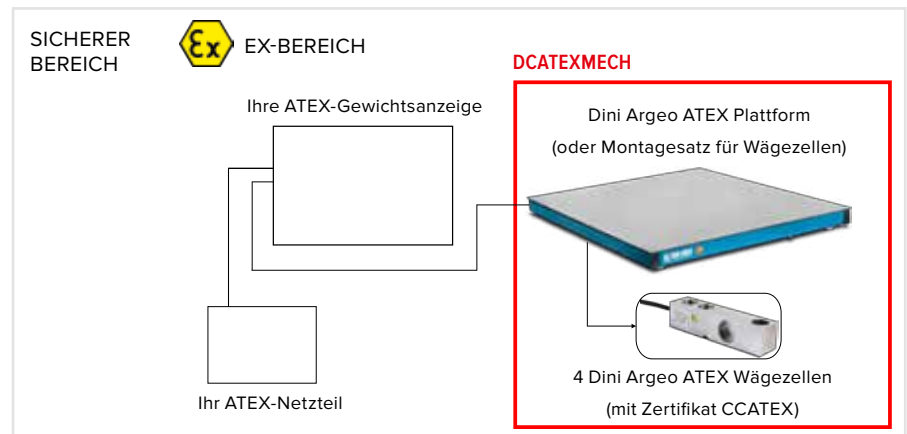 SICHERER
BEREICH
Ex
EX-BEREICH
DCATEXMECH
Ihre ATEX-Gewichtsanzeige
Dini Argeo ATEX Plattform
(oder Montagesatz für Wägezellen)
4 Dini Argeo ATEX Wägezellen
(mit Zertifikat CCATEX)
Ihr ATEX-Netzteil